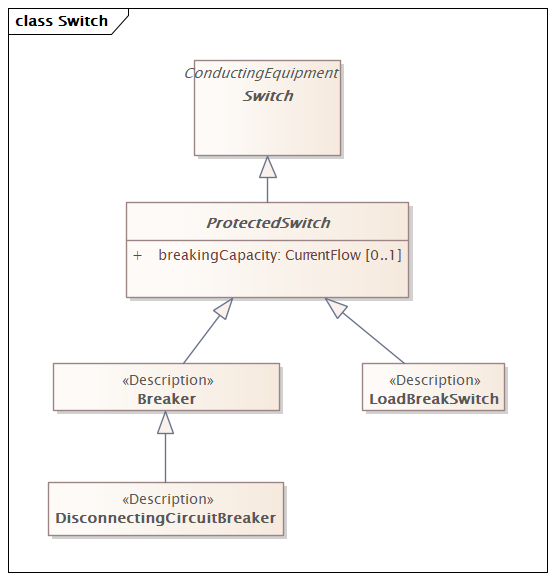 class Switch
ConductingEquipment
Switch
ProtectedSwitch
+ breakingCapacity: CurrentFlow [0..1]
«Description»
Breaker
«Description»
LoadBreakSwitch
«Description»
DisconnectingCircuitBreaker